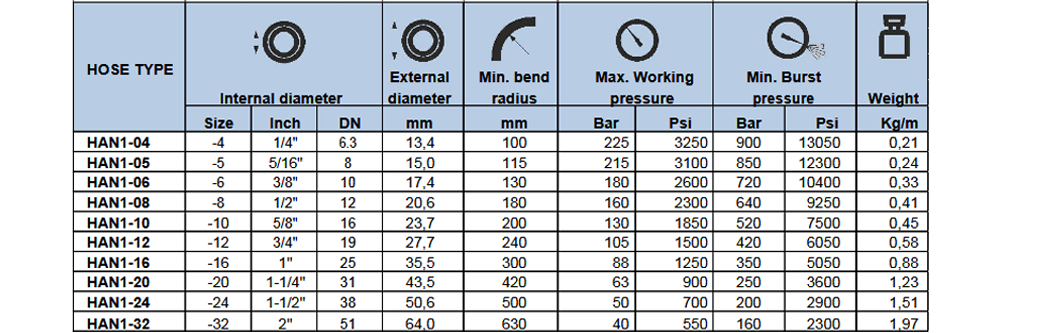 HOSE TYPE
Internal diameter
External
diameter
Min. bend
radius
Max. Working
pressure
Min. Burst
pressure
Weight
Size Inch DN mm mm Bar Psi Bar Psi Kg/m
HAN1-04 -4 1/4" 6.3 13,4 100 225 3250 900 13050 0,21
HAN1-05 -5 5/16" 8 15,0 115 215 3100 850 12300 0,24
HAN1-06 -6 3/8" 10 17,4 130 180 2600 720 10400 0,33
HAN1-08 -8 1/2" 12 20,6 180 160 2300 640 9250 0,41
HAN1-10 -10 5/8" 16 23,7 200 130 1850 520 7500 0,45
HAN1-12 -12 3/4" 19 27,7 240 105 1500 420 6050 0,58
HAN1-16 -16 1" 25 35,5 300 88 1250 350 5050 0,88
HAN1-20 -20 1-1/4" 31 43,5 420 63 900 250 3600 1,23
HAN1-24 -24 1-1/2" 38 50,6 500 50 700 200 2900 1,51
HAN1-32 -32 2" 51 64,0 630 40 550 160 2300 1,97